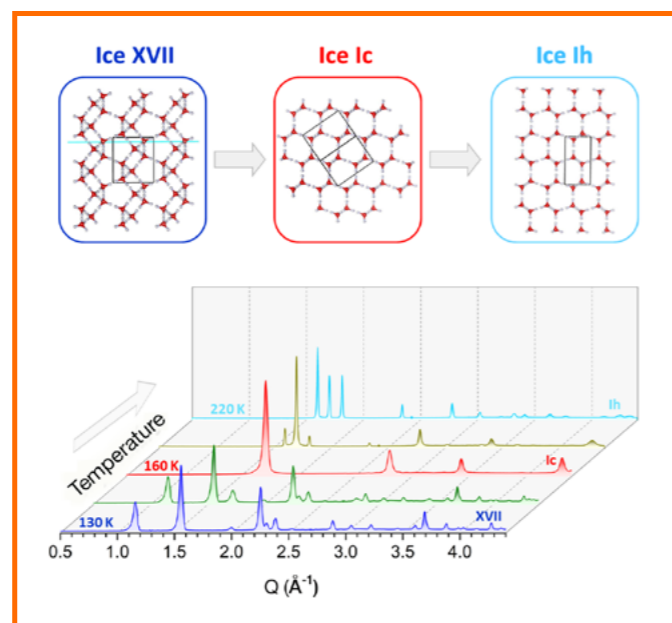 Ice XVII Ice Ic Ice Ih
220 K Ih
Temperature
160 K Ic
130 K XVII
0.5 1.0 1.5 2.0 2.5 3.0 3.5 4.0
Q (Å⁻¹)